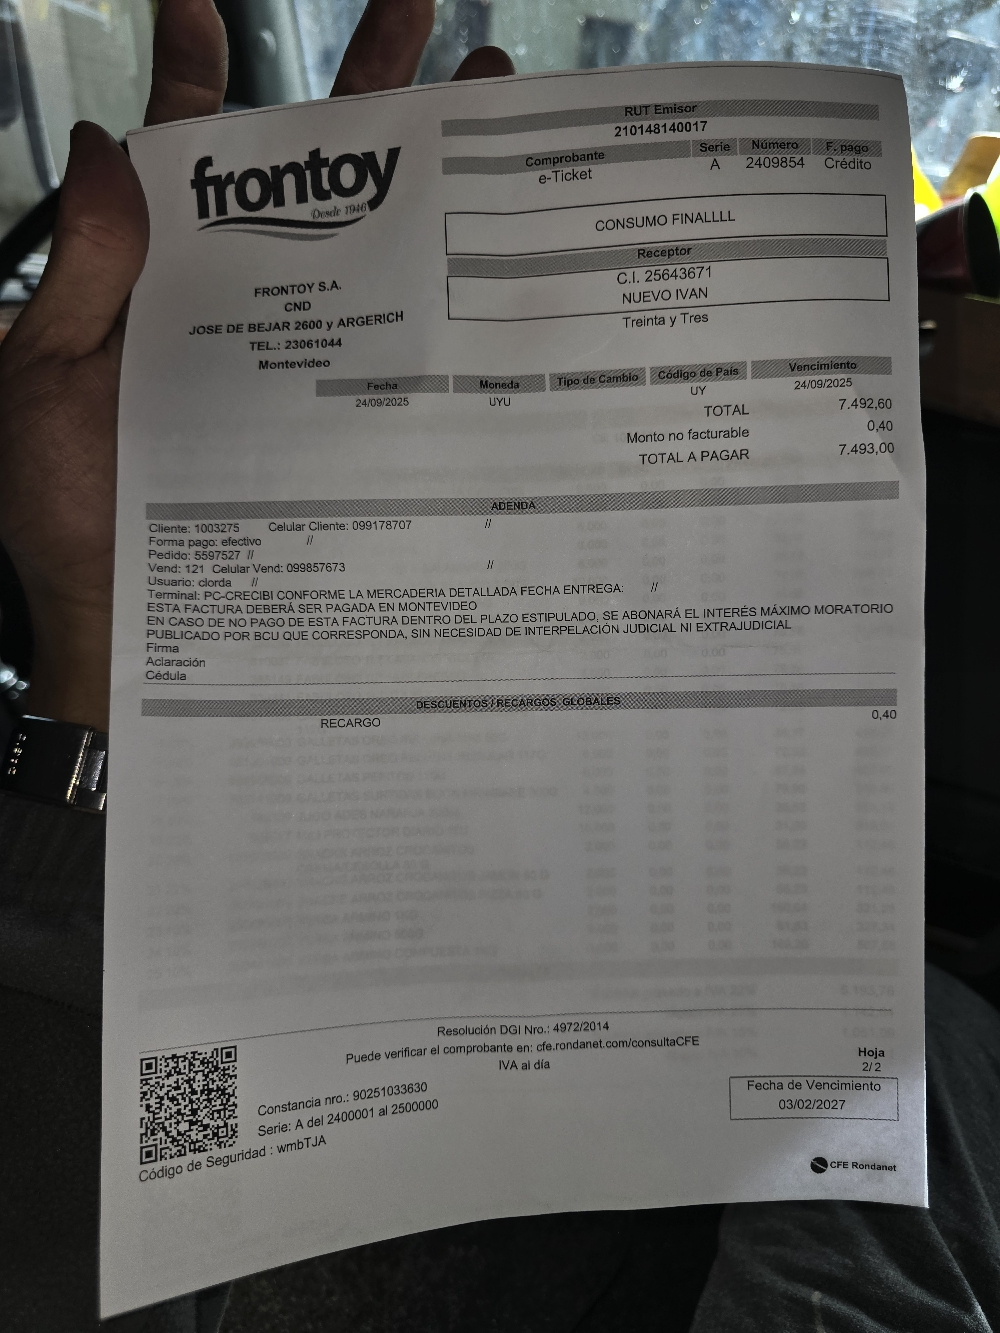 frontoy
Desde 1946
RUT Emisor
210148140017
Comprobante Serie Número F. pago
e-Ticket A 2409854 Crédito
CONSUMO FINALLLL
Receptor
C.I. 25643671
NUEVO IVAN
Treinta y Tres
FRONTOY S.A.
CND
JOSE DE BEJAR 2600 y ARGERICH
TEL.: 23061044
Montevideo
Fecha Moneda Tipo de Cambio Código de País Vencimiento
24/09/2025 UYU UY 24/09/2025
TOTAL 7.492,60
Monto no facturable 0,40
TOTAL A PAGAR 7.493,00
ADENDA
Cliente: 1003275 Celular Cliente: 099178707 //
Forma pago: efectivo //
Pedido: 5597527 //
Vend: 121 Celular Vend: 099857673 //
Usuario: clorda //
Terminal: PC-CRECIBI CONFORME LA MERCADERIA DETALLADA FECHA ENTREGA: //
ESTA FACTURA DEBERÁ SER PAGADA EN MONTEVIDEO
EN CASO DE NO PAGO DE ESTA FACTURA DENTRO DEL PLAZO ESTIPULADO, SE ABONARÁ EL INTERÉS MÁXIMO MORATORIO
PUBLICADO POR BCU QUE CORRESPONDA, SIN NECESIDAD DE INTERPELACIÓN JUDICIAL NI EXTRAJUDICIAL
Firma
Aclaración
Cédula
DESCUENTOS / RECARGOS GLOBALES
RECARGO 0,40
Resolución DGI Nro.: 4972/2014
Puede verificar el comprobante en: cfe.rondanet.com/consultaCFE
IVA al día
Hoja
2/2
Constancia nro.: 90251033630
Serie: A del 2400001 al 2500000
Código de Seguridad : wmbTJA
Fecha de Vencimiento
03/02/2027
CFE Rondanet